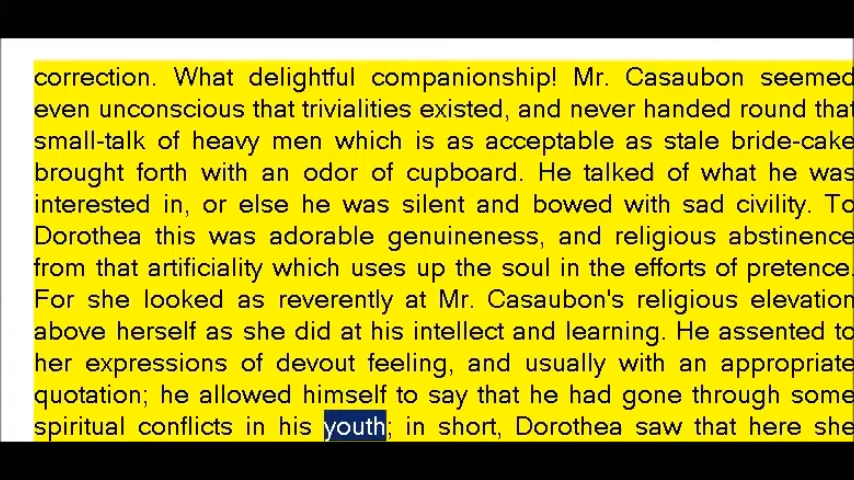 correction. What delightful companionship! Mr. Casaubon seemed
even unconscious that trivialities existed, and never handed round that
small-talk of heavy men which is as acceptable as stale bride-cake
brought forth with an odor of cupboard. He talked of what he was
interested in, or else he was silent and bowed with sad civility. To
Dorothea this was adorable genuineness, and religious abstinence
from that artificiality which uses up the soul in the efforts of pretence.
For she looked as reverently at Mr. Casaubon's religious elevation
above herself as she did at his intellect and learning. He assented to
her expressions of devout feeling, and usually with an appropriate
quotation; he allowed himself to say that he had gone through some
spiritual conflicts in his youth; in short, Dorothea saw that here she